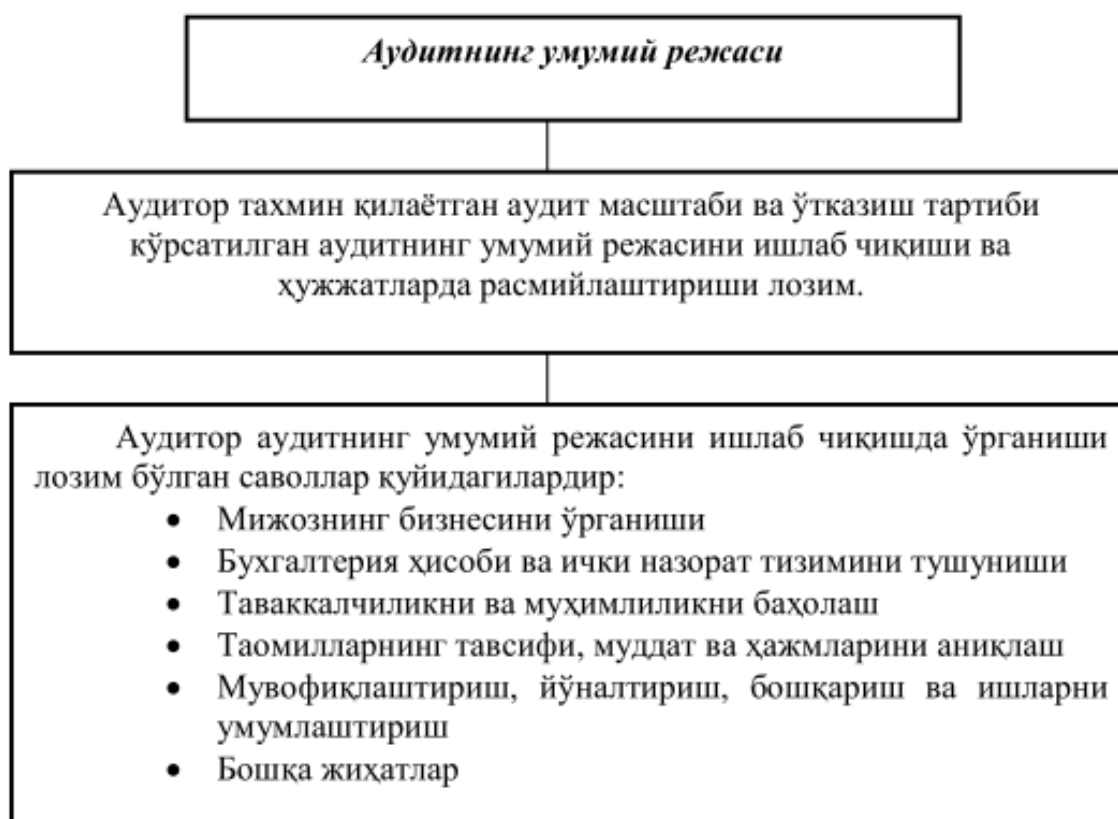 Аудитнинг умумий режаси
Аудитор тахмин қилаётган аудит масштаби ва ўтказиш тартиби
кўрсатилган аудитнинг умумий режасини ишлаб чиқиши ва
ҳужжатларда расмийлаштириши лозим.
Аудитор аудитнинг умумий режасини ишлаб чиқишда ўрганиши
лозим бўлган саволлар қуйидагилардир:
• Мижознинг бизнесини ўрганиши
• Бухгалтерия ҳисоби ва ички назорат тизимини тушуниши
• Таваккалчиликни ва муҳимлиликни баҳолаш
• Таомилларнинг тавсифи, муддат ва ҳажмларини аниқлаш
• Мувофиқлаштириш, йўналтириш, бошқариш ва ишларни
умумлаштириш
• Бошқа жиҳатлар